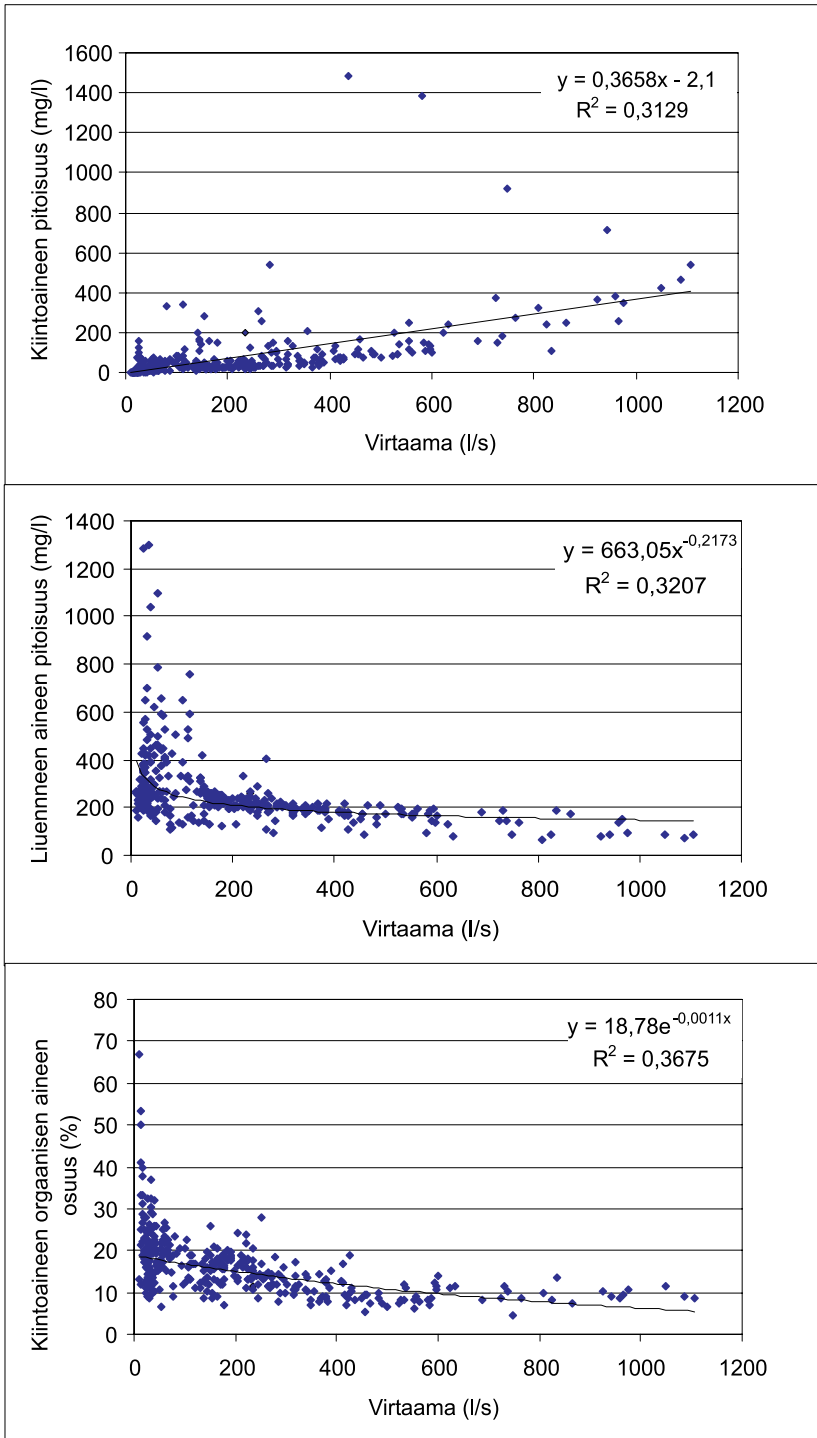 Kiintoaineen pitoisuus (mg/l)
1600
1400
1200
1000
800
600
400
200
0
y = 0,3658x - 2,1
R² = 0,3129
0 200 400 600 800 1000 1200
Virtaama (l/s)
Liuennneen aineen pitoisuus (mg/l)
1400
1200
1000
800
600
400
200
0
y = 663,05x^-0,2173
R² = 0,3207
0 200 400 600 800 1000 1200
Virtaama (l/s)
Kiintoaineen orgaanisen aineen
osuus (%)
80
70
60
50
40
30
20
10
0
y = 18,78e^-0,0011x
R² = 0,3675
0 200 400 600 800 1000 1200
Virtaama (l/s)